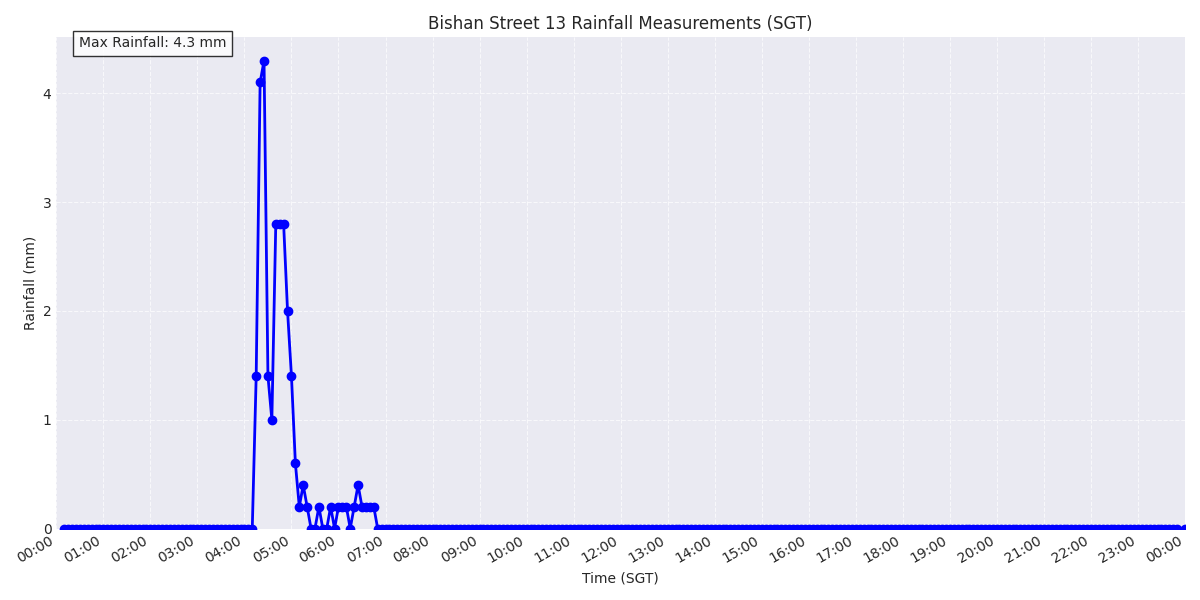 Bishan Street 13 Rainfall Measurements (SGT)
Max Rainfall: 4.3 mm
4
3
2
1
0
Rainfall (mm)
00:00 01:00 02:00 03:00 04:00 05:00 06:00 07:00 08:00 09:00 10:00 11:00 12:00 13:00 14:00 15:00 16:00 17:00 18:00 19:00 20:00 21:00 22:00 23:00 00:00
Time (SGT)